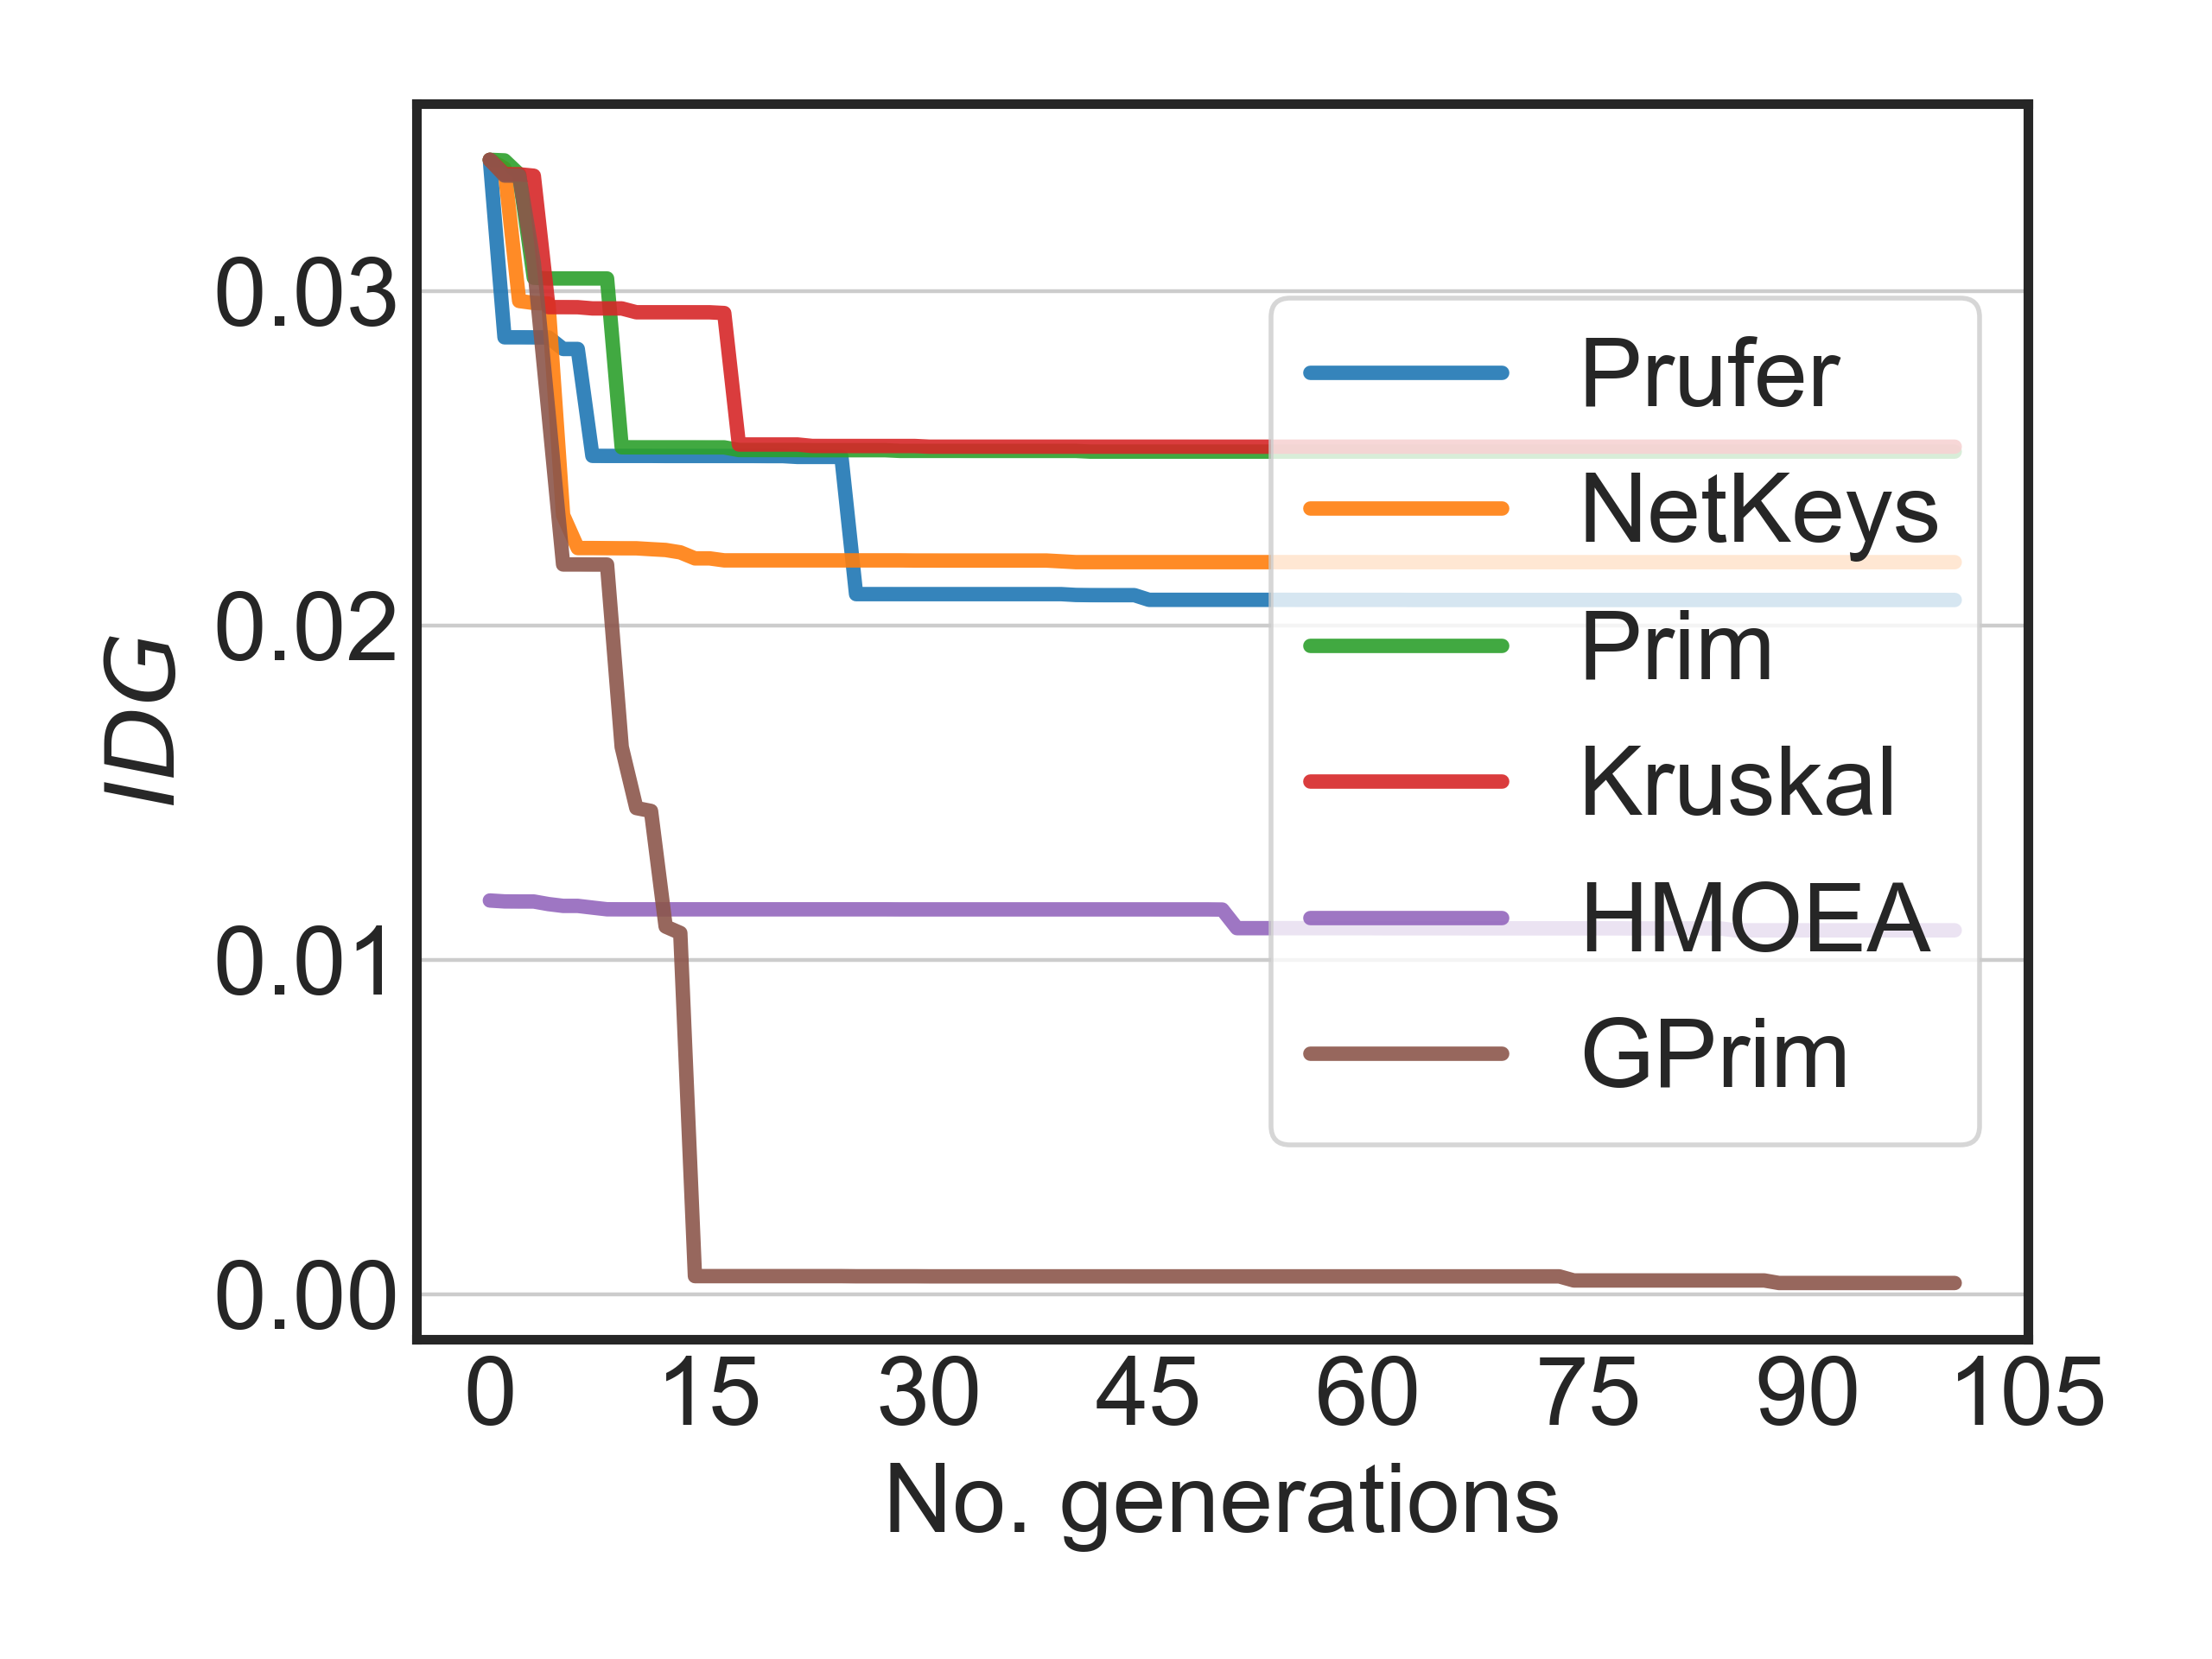 IDG
0.03
0.02
0.01
0.00
0 15 30 45 60 75 90 105
No. generations
Prufer
NetKeys
Prim
Kruskal
HMOEA
GPrim